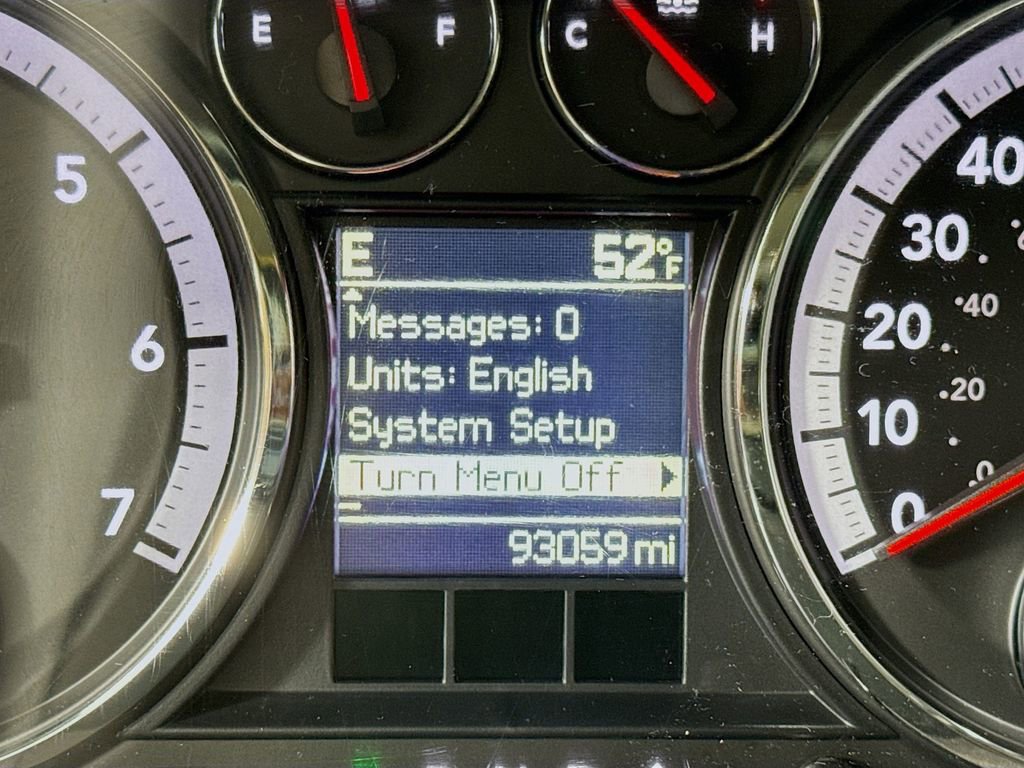 E F
C H
5
6
7
E 52°F
Messages: 0
Units: English
System Setup
Turn Menu Off
93059 mi
40
30
20
10
0
40
20
0